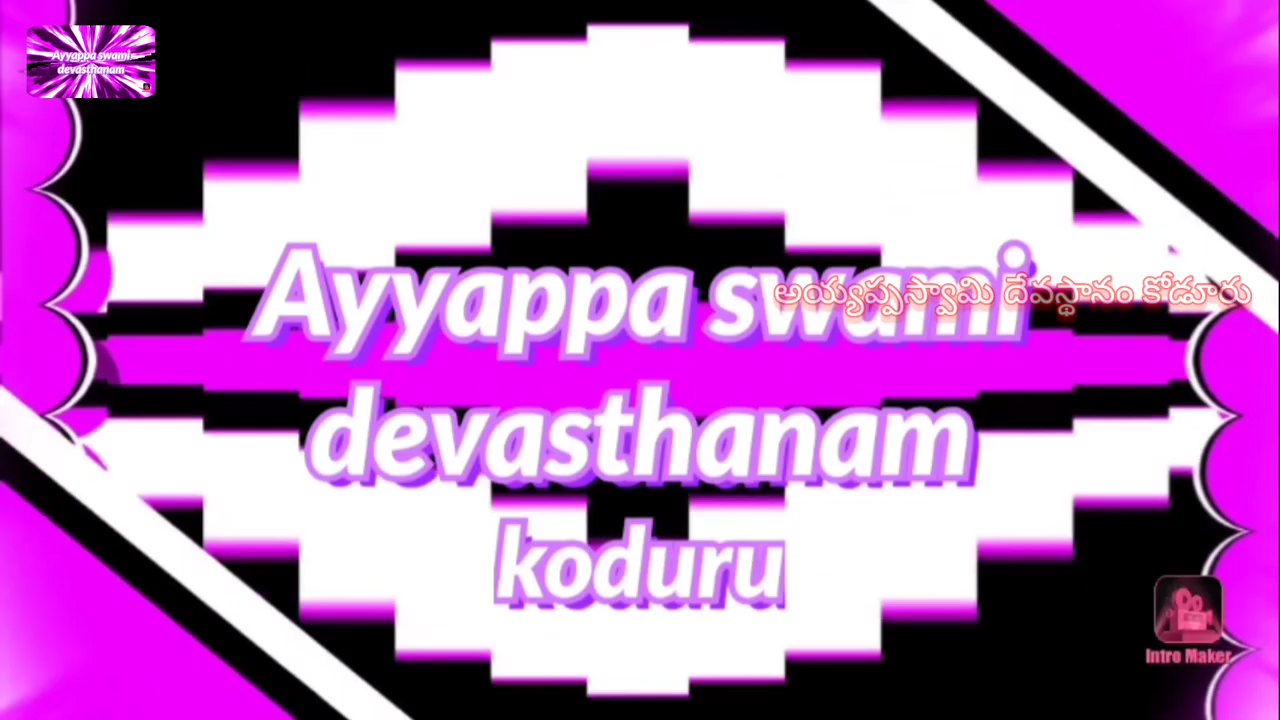 Ayyappa swami
devasthanam
Ayyappa swami
అయ్యప్పస్వామి దేవస్థానం కోడూరు
devasthanam
koduru
Intro Maker